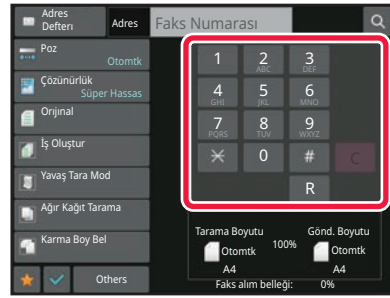 Adres
Defteri
Adres
Faks Numarası
Poz
Otomtk
Çözünürlük
Süper Hassas
Orijinal
İş Oluştur
Yavaş Tara Mod
Ağır Kağıt Tarama
Karma Boy Bel
Others
1
2
ABC
3
DEF
4
GHI
5
JKL
6
MNO
7
PQRS
8
TUV
9
WXYZ
0
#
C
R
Tarama Boyutu
Gönd. Boyutu
Otomtk
100%
Otomtk
A4
A4
Faks alım belleği:
0%